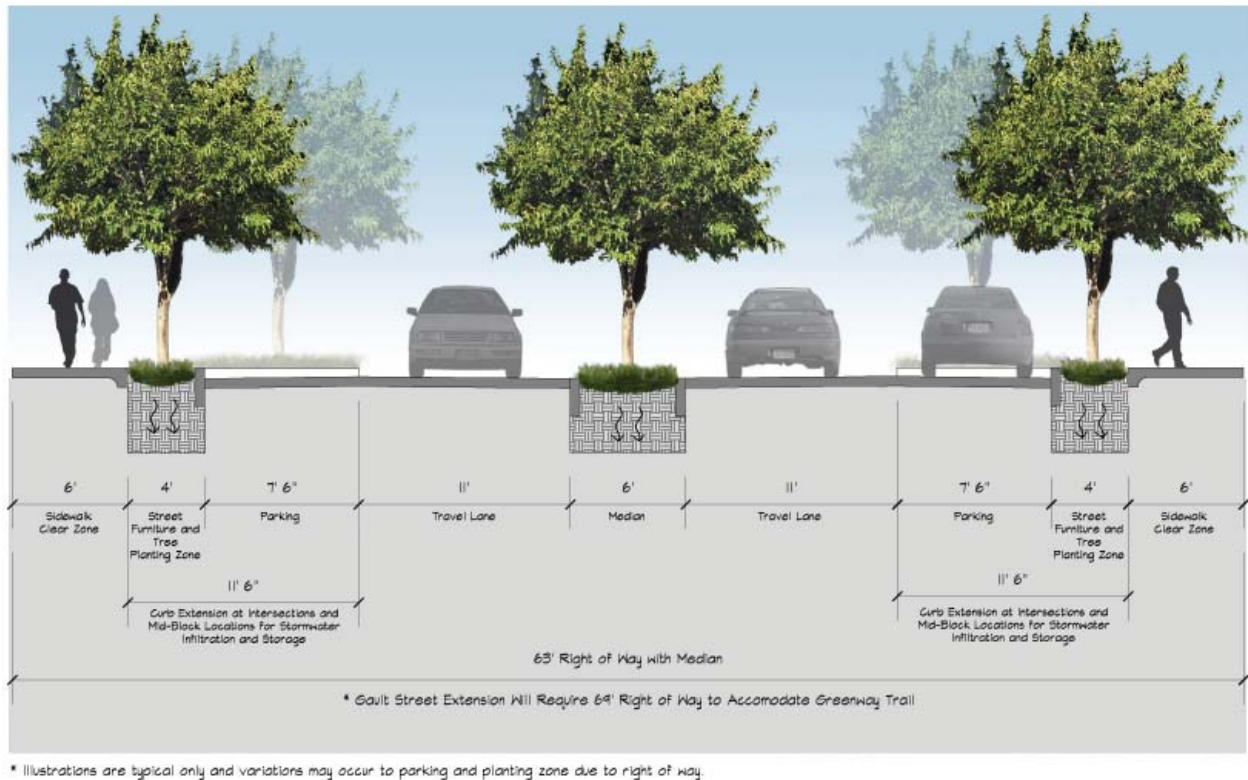 6' 4' 7' 6" 11' 6' 11' 7' 6" 4' 6'
Sidewalk
Clear Zone
Street
Furniture and
Tree
Planting Zone
Parking
Travel Lane
Median
Travel Lane
Parking
Street
Furniture and
Tree
Planting Zone
Sidewalk
Clear Zone
11' 6"
Curb Extension at Intersections and
Mid-Block Locations for Stormwater
Infiltration and Storage
11' 6"
Curb Extension at Intersections and
Mid-Block Locations for Stormwater
Infiltration and Storage
63' Right of Way with Median
* Gault Street Extension Will Require 69' Right of Way to Accomodate Greenway Trail
* Illustrations are typical only and variations may occur to parking and planting zone due to right of way.